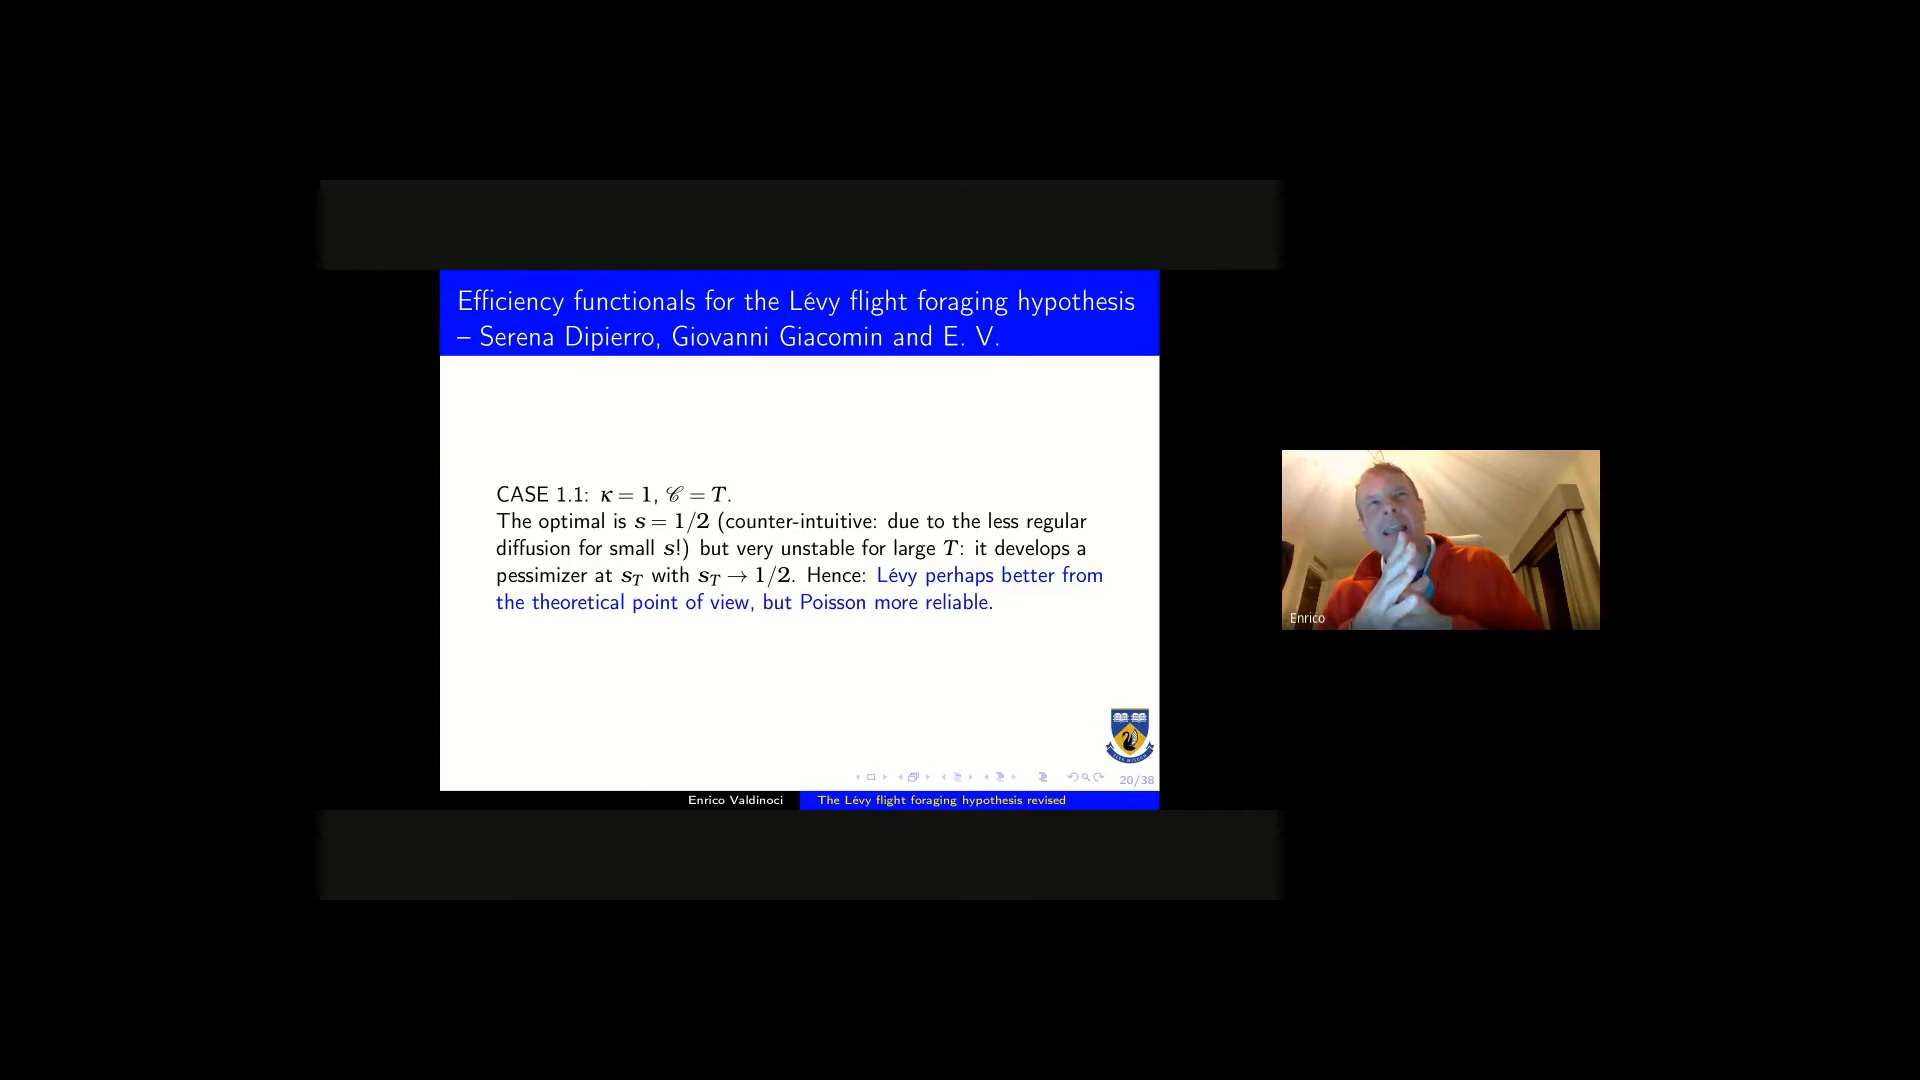 Efficiency functionals for the Lévy flight foraging hypothesis
– Serena Dipierro, Giovanni Giacomin and E. V.
CASE 1.1: κ = 1, 𝒞 = T.
The optimal is s = 1/2 (counter-intuitive: due to the less regular
diffusion for small s!) but very unstable for large T: it develops a
pessimizer at s_T with s_T → 1/2. Hence: Lévy perhaps better from
the theoretical point of view, but Poisson more reliable.
Enrico
20/38
Enrico Valdinoci
The Lévy flight foraging hypothesis revised